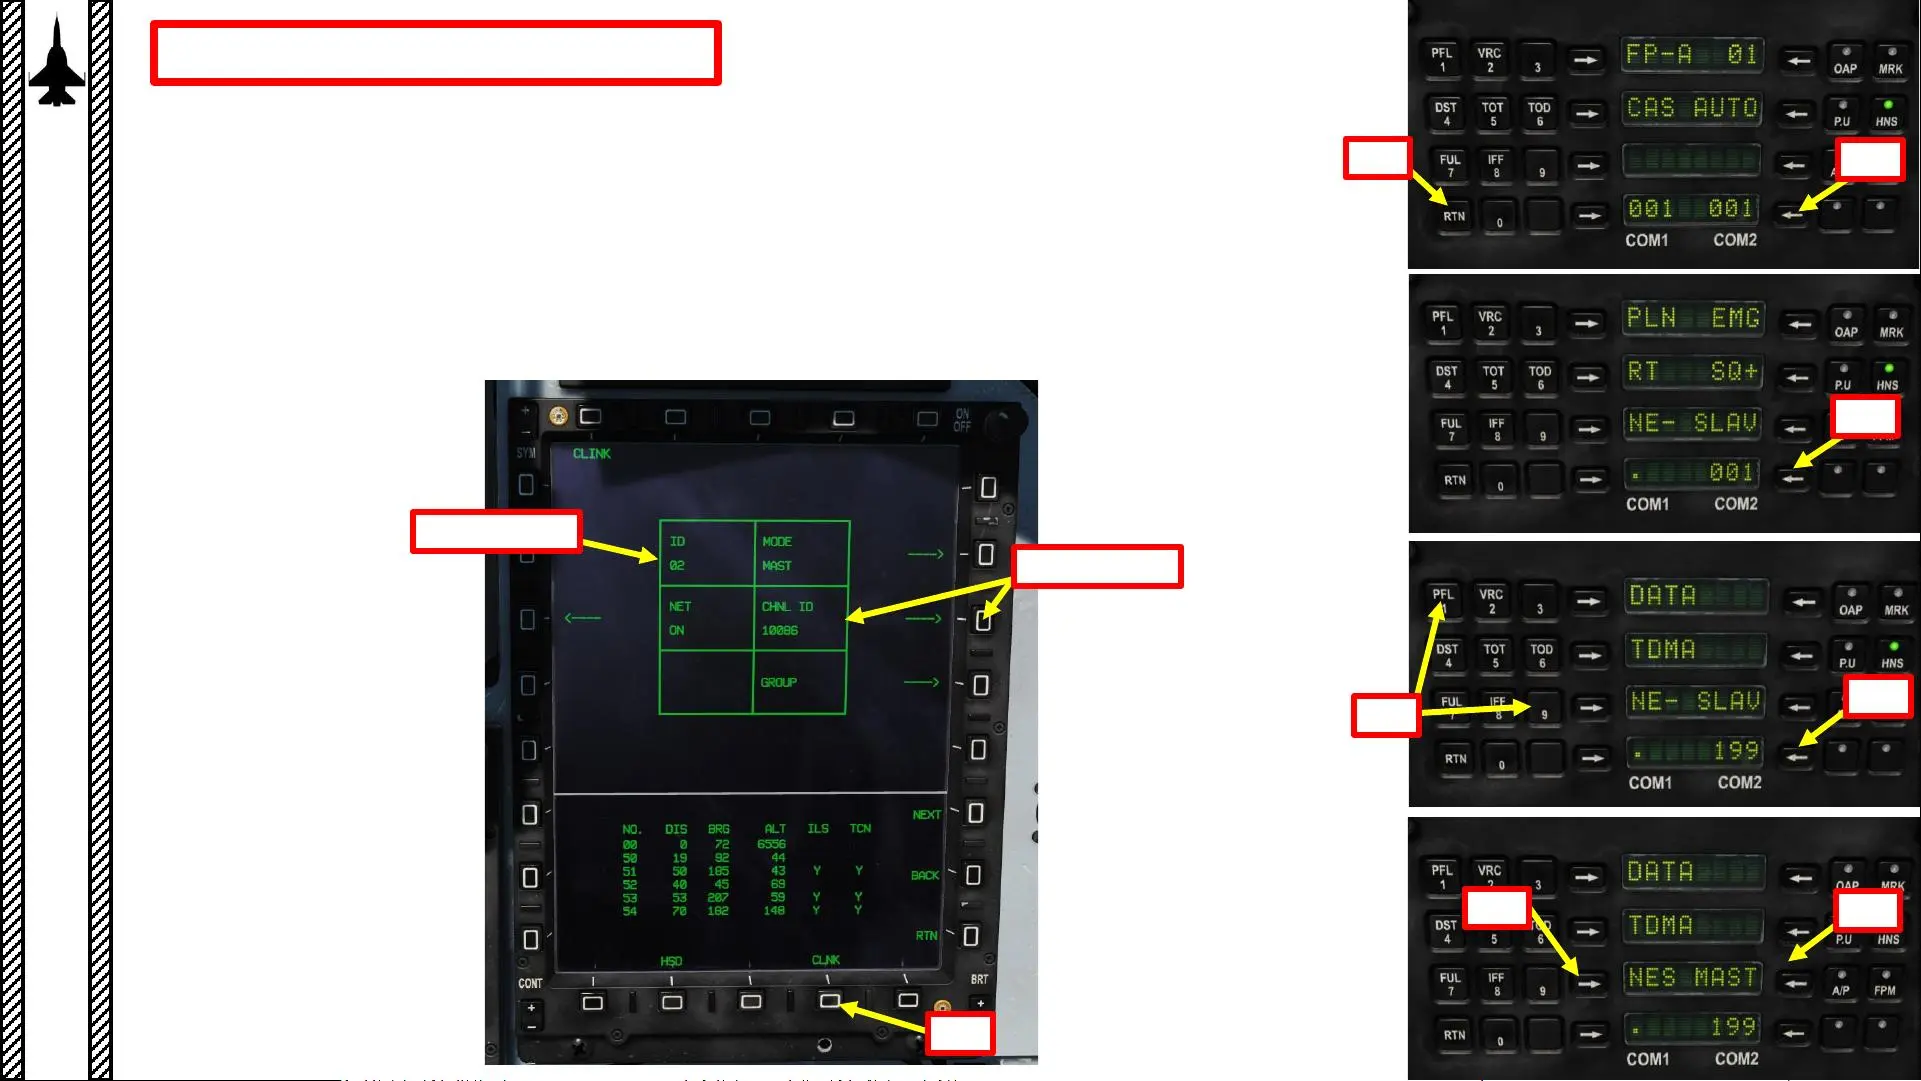 PFL VRC FP-A 01
1 2 3 OAP MRK
DST TOT TOD CAS AUTO
4 5 6 P.U HNS
FUL IFF
7 8 9
RTN 0 001 001
COM1 COM2
PFL VRC PLN EMG
1 2 3 OAP MRK
DST TOT TOD RT SQ+
4 5 6 P.U HNS
FUL IFF NE- SLAV
7 8 9
RTN 0 . 001
COM1 COM2
PFL VRC DATA
1 2 3 OAP MRK
DST TOT TOD TDMA
4 5 6 P.U HNS
FUL IFF NE- SLAV
7 8 9
RTN 0 . 199
COM1 COM2
PFL VRC DATA
1 2 3 OAP MRK
DST TDMA
4 5 6 P.U HNS
FUL IFF NES MAST
7 8 9 A/P FPM
RTN 0 . 199
COM1 COM2
ON
OFF
SYM
CLINK
ID MODE
02 MAST
NET CHNL ID
ON 10086
GROUP
NEXT
NO. DIS BRG ALT ILS TCN
00 0 72 6556
50 19 92 44
51 50 185 43 Y Y
52 40 45 69
53 53 207 59 Y Y
54 70 182 148 Y Y
BACK
RTN
HSD CLNK
CONT BRT
+ +
-